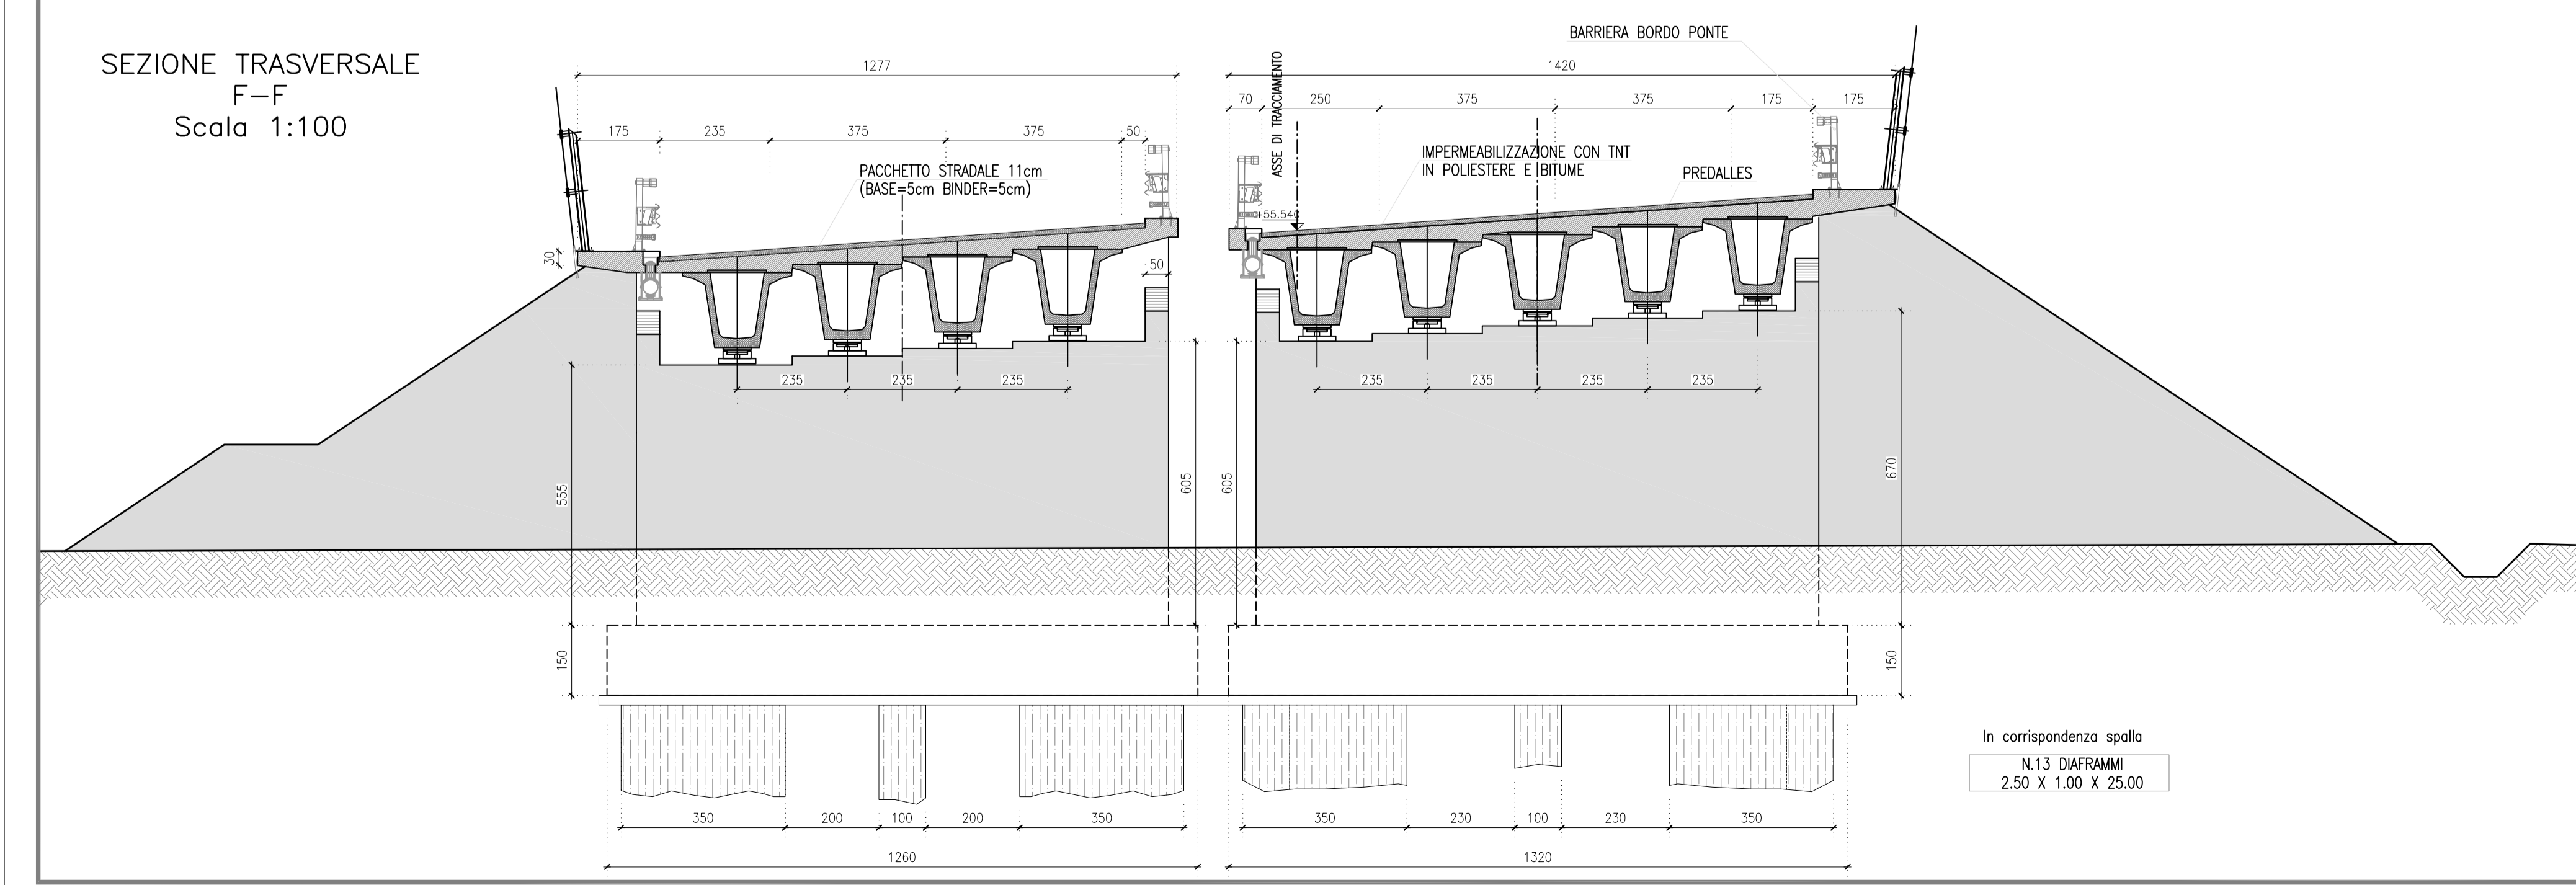 SEZIONE TRASVERSALE
F-F
Scala 1:100
BARRIERA BORDO PONTE
1277
1420
ASSE DI TRACCIAMENTO
70 250 375 375 175 175
175 235 375 375 50
PACCHETTO STRADALE 11cm
(BASE=5cm BINDER=5cm)
IMPERMEABILIZZAZIONE CON TNT
IN POLIESTERE E BITUME
PREDALLES
+55.540
30
50
235 235 235
235 235 235 235
555
605
605
670
150
150
In corrispondenza spalla
N.13 DIAFRAMMI
2.50 X 1.00 X 25.00
350 200 100 200 350
350 230 100 230 350
1260
1320